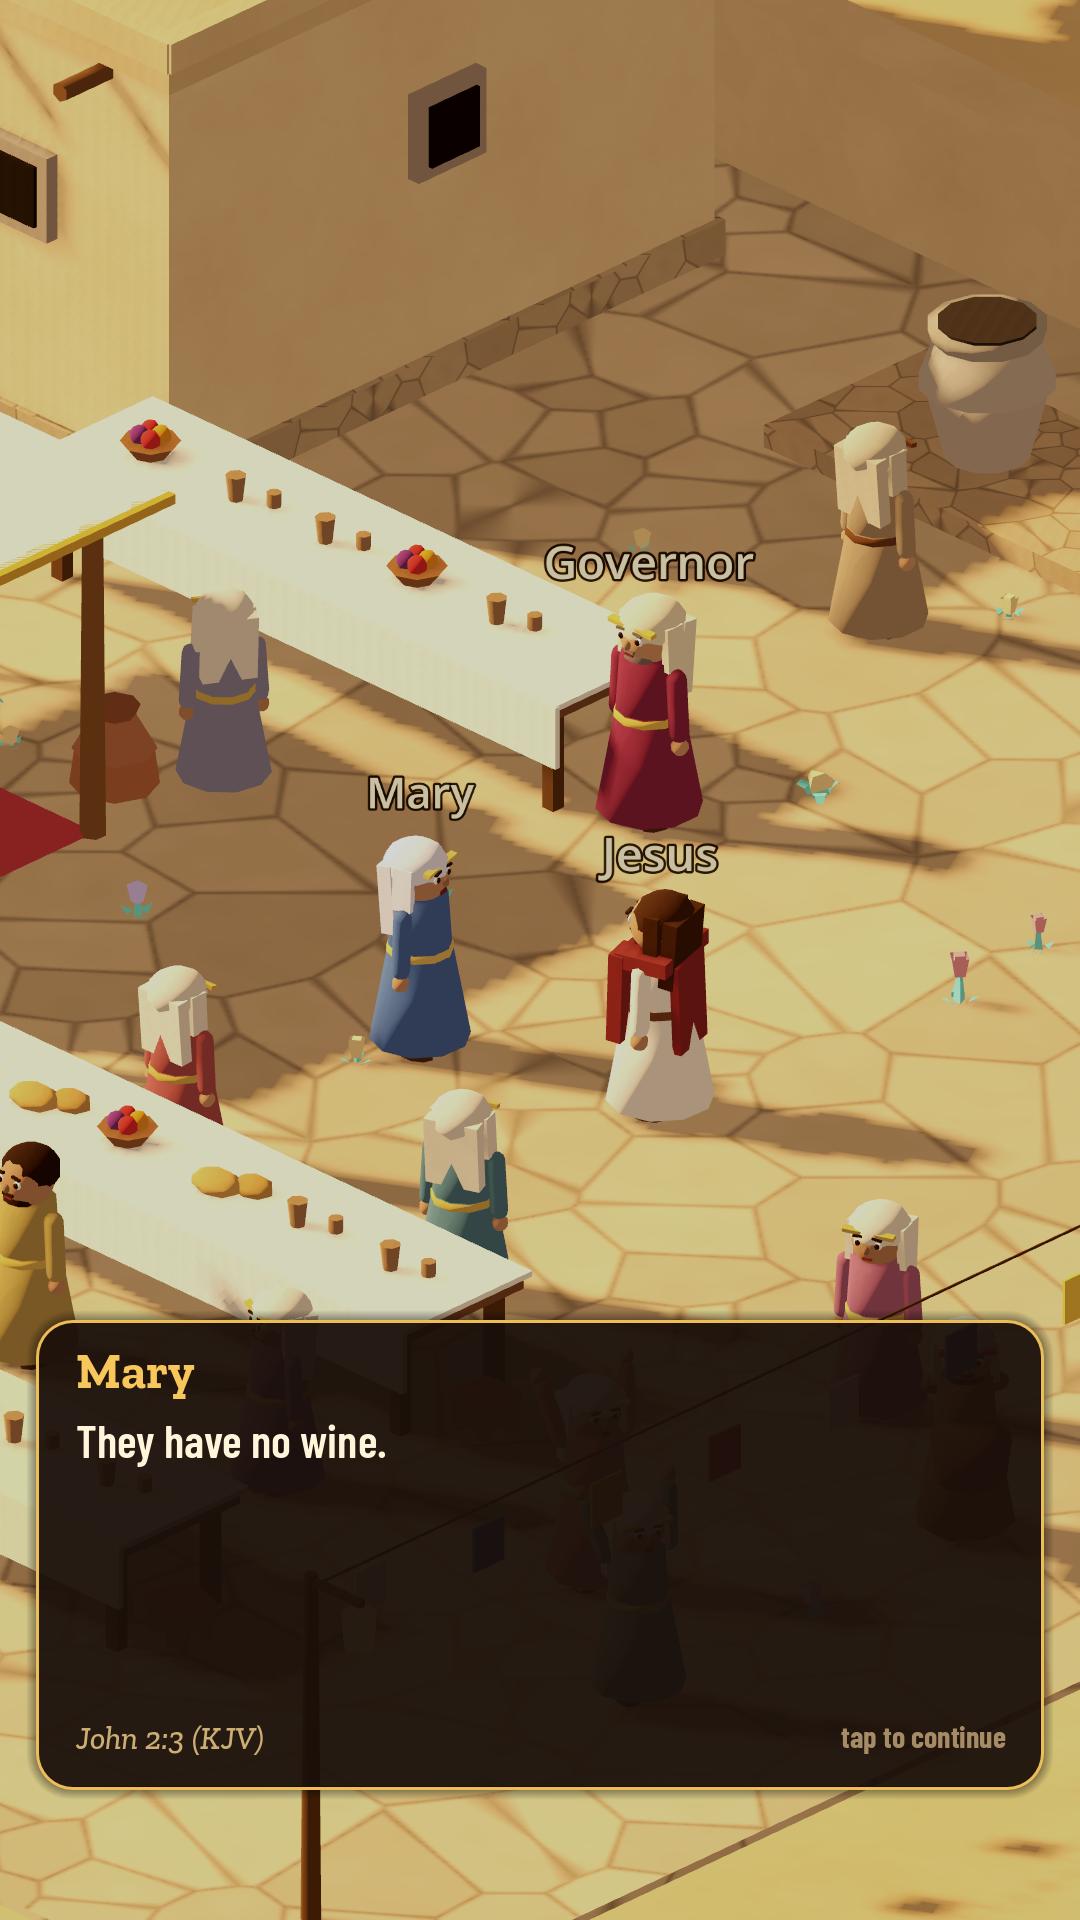 Governor
Mary
Jesus
Mary
They have no wine.
John 2:3 (KJV)
tap to continue